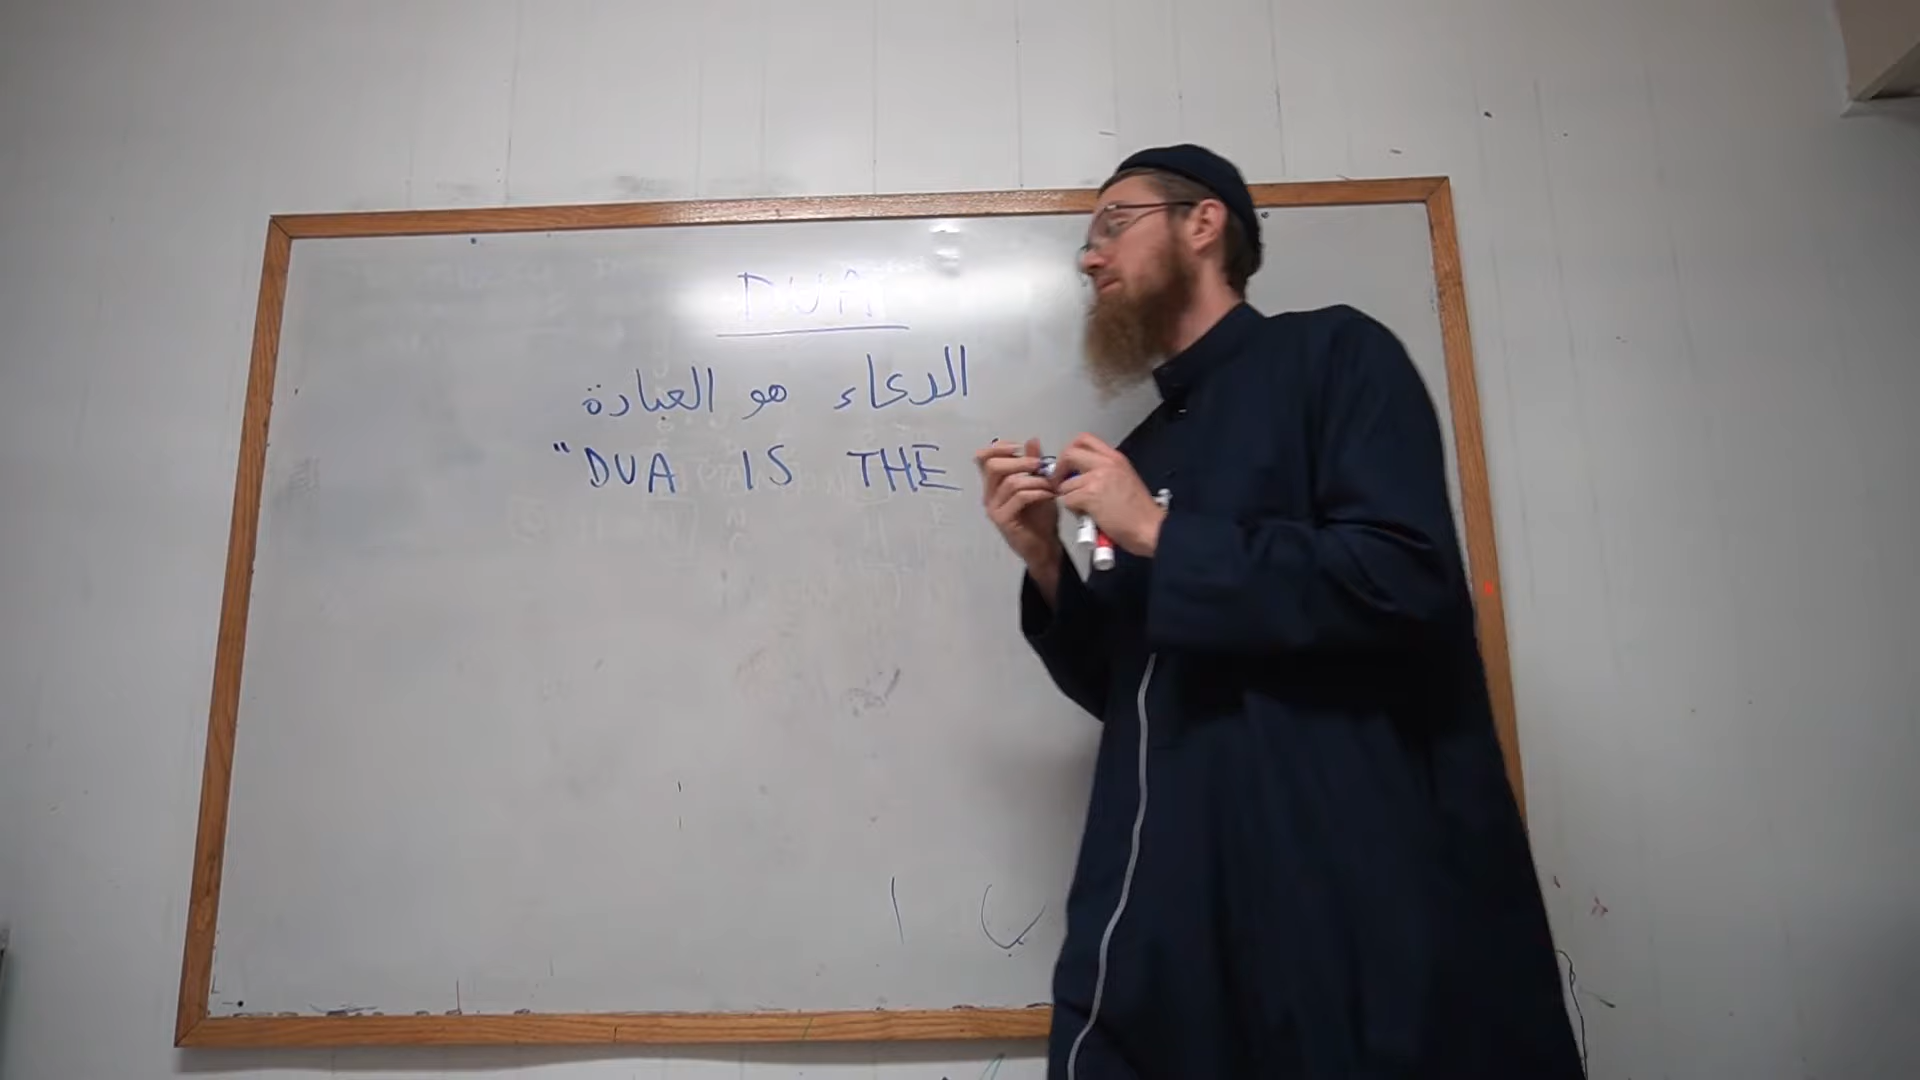 DUA
الدعاء هو العبادة
"DUA IS THE
ا ب